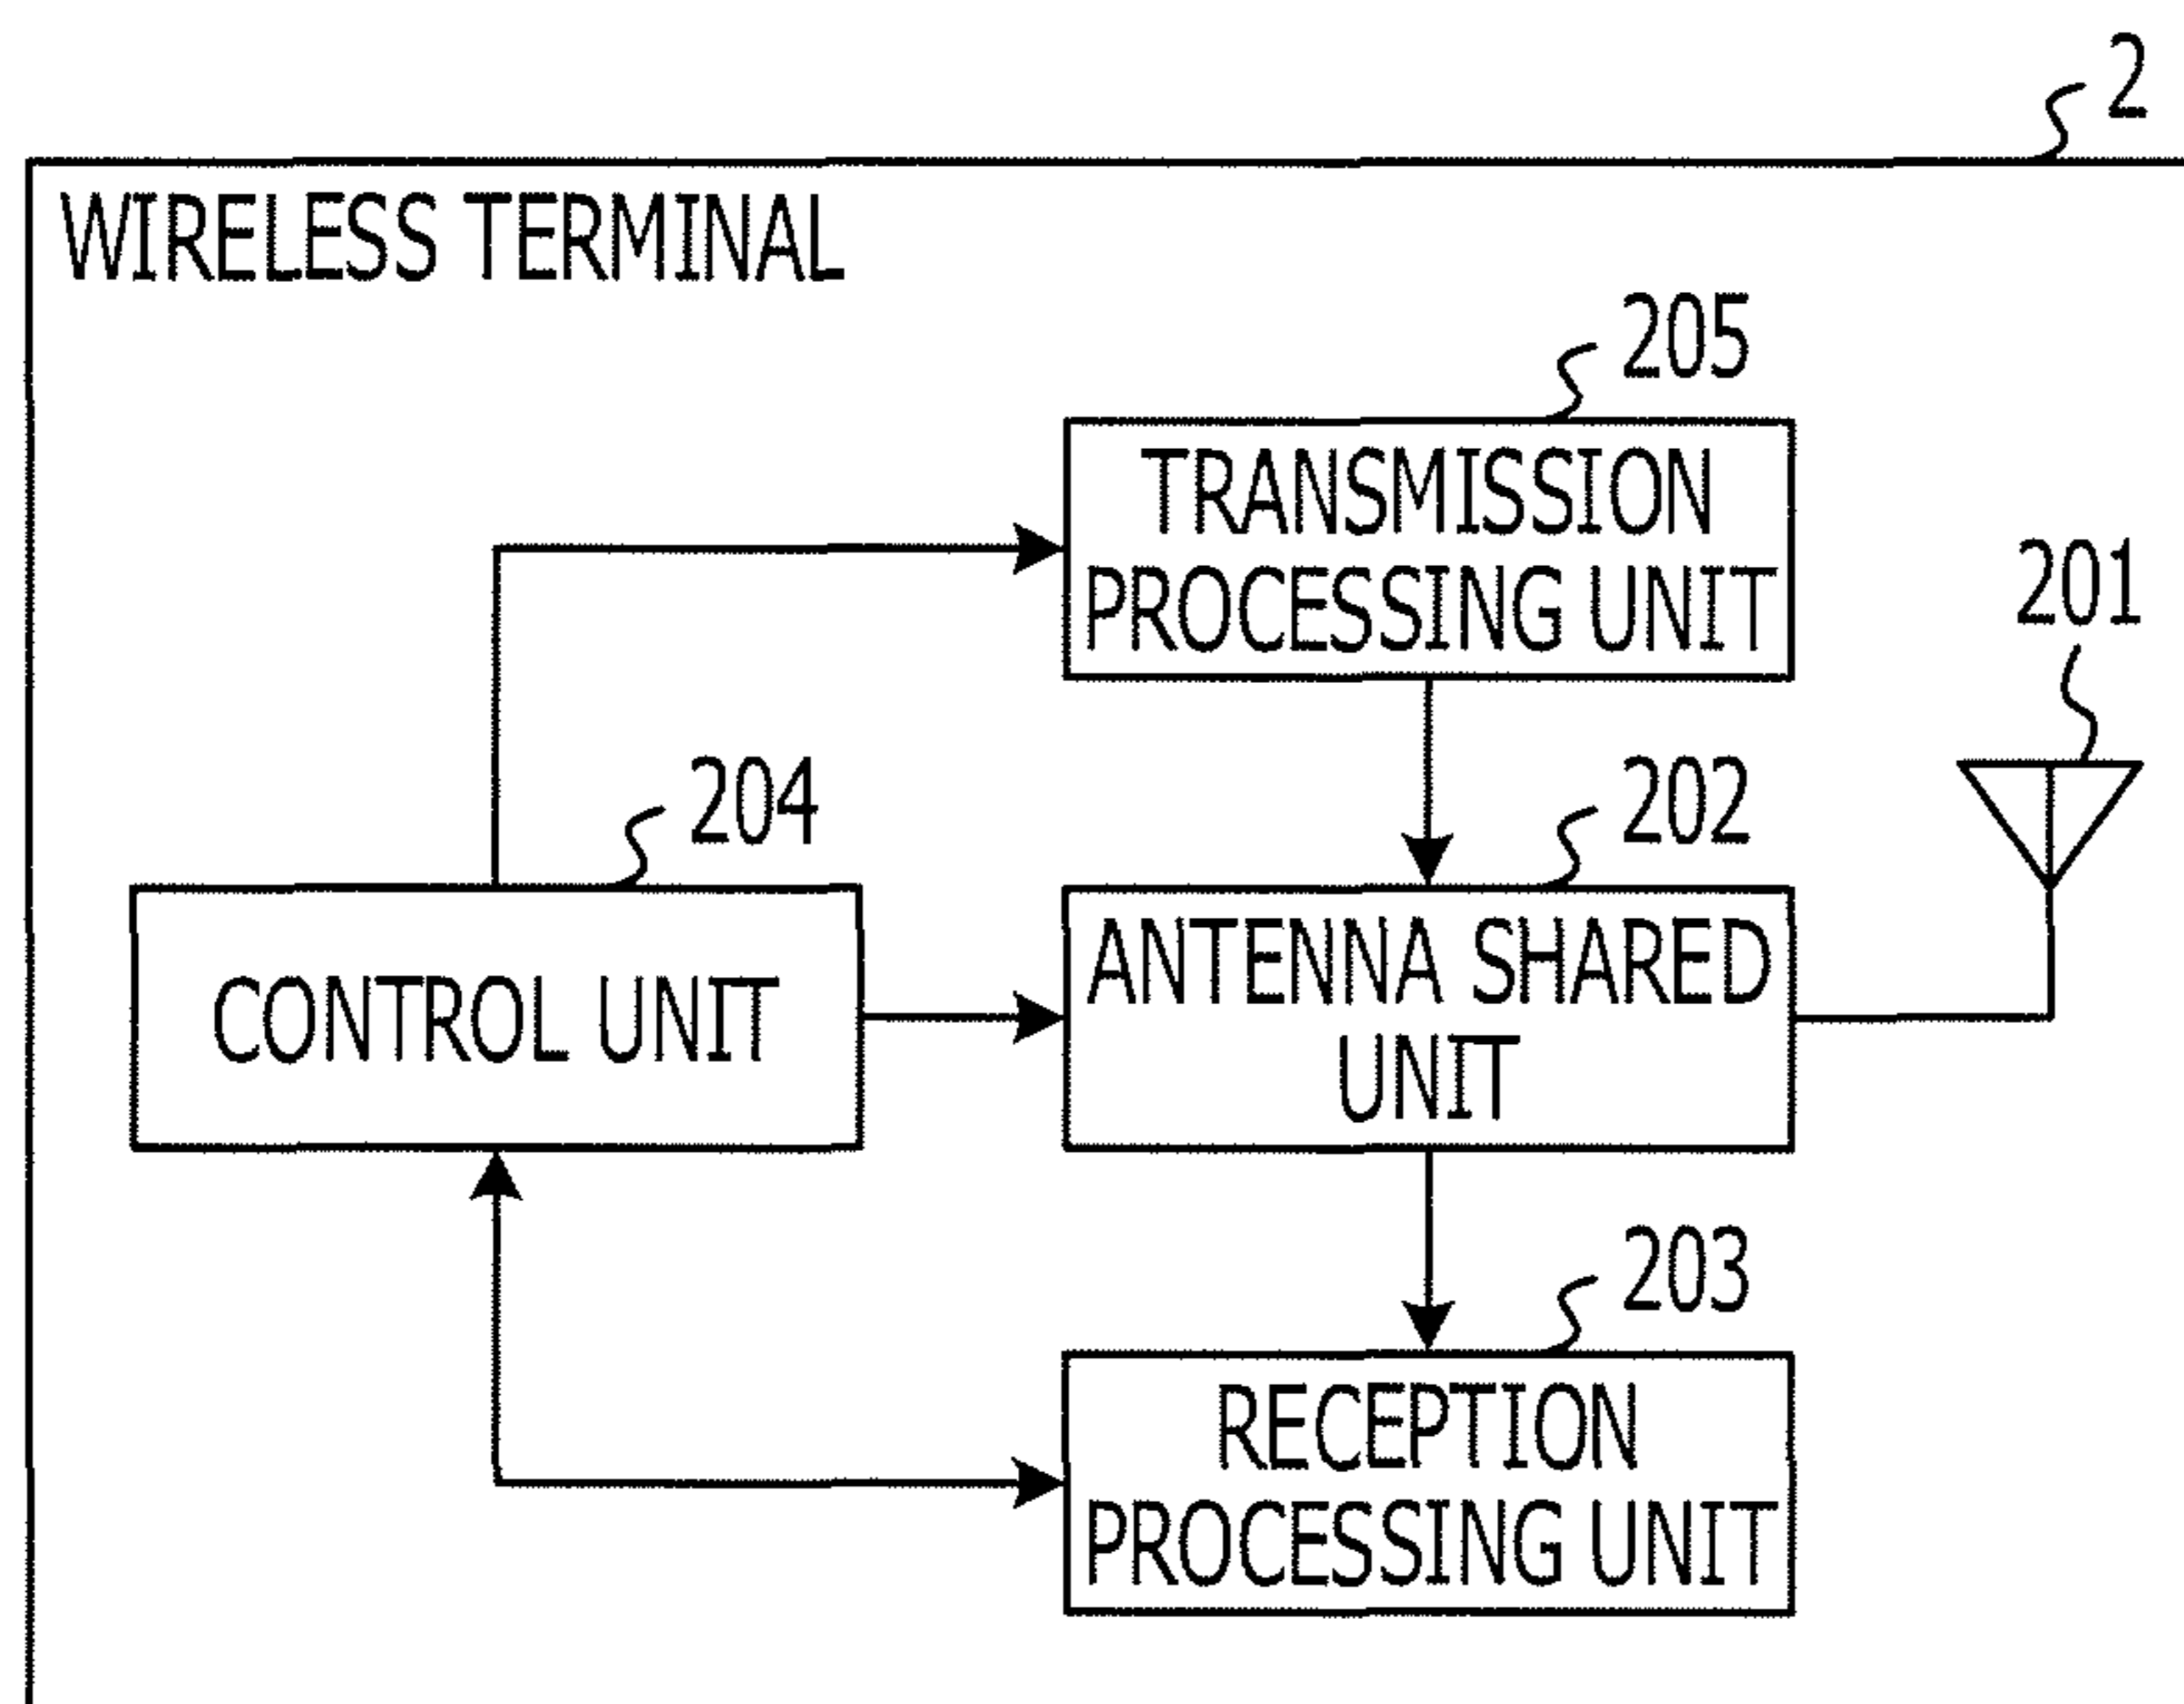 2
WIRELESS TERMINAL
205
TRANSMISSION
PROCESSING UNIT
201
204
202
CONTROL UNIT
ANTENNA SHARED
UNIT
203
RECEPTION
PROCESSING UNIT